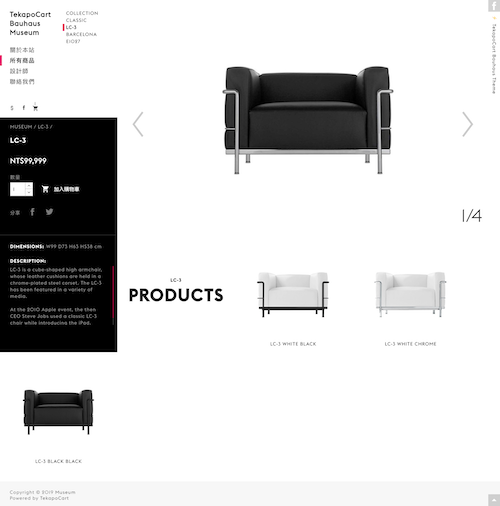 TekapoCart
Bauhaus
Museum
COLLECTION
CLASSIC
LC-3
BARCELONA
E1027
關於本站
所有商品
設計師
聯絡我們
MUSEUM / LC-3 /
LC-3
NT$99,999
數量
1
加入購物車
分享
DIMENSIONS: W99 D73 H63 HS38 cm
DESCRIPTION:
LC-3 is a cube-shaped high armchair,
whose leather cushions are held in a
chrome-plated steel corset. The LC-3
has been featured in a variety of
media.
At the 2010 Apple event, the then
CEO Steve Jobs used a classic LC-3
chair while introducing the iPad.
1/4
TekapoCart Bauhaus Theme
LC-3
PRODUCTS
LC-3 WHITE BLACK
LC-3 WHITE CHROME
LC-3 BLACK BLACK
Copyright © 2019 Museum
Powered by TekapoCart